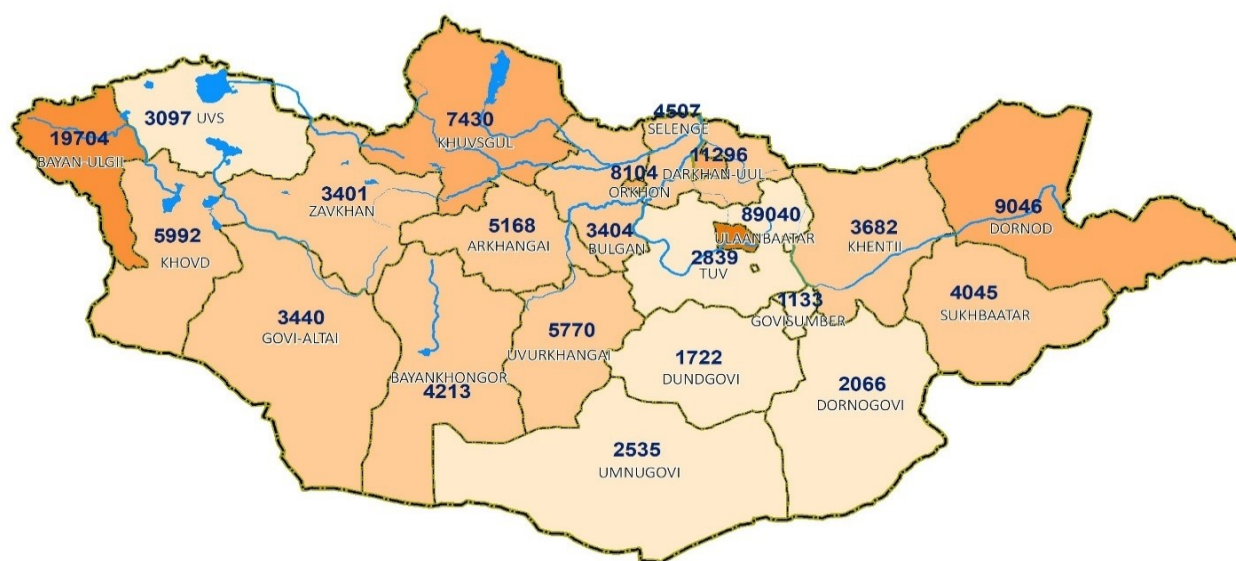 19704
BAYAN-ULGII
3097 UVS
7430
KHUVSGUL
4507
SELENGE
11296
DARKHAN-UUL
8104
ORKHON
3401
ZAVKHAN
5168
ARKHANGAI
3404
BULGAN
89040
ULAANBAATAR
2839
TUV
3682
KHENTII
9046
DORNOD
5992
KHOVD
3440
GOVI-ALTAI
BAYANKHONGOR
4213
5770
UVURKHANGAI
1133
GOVISUMBER
4045
SUKHBAATAR
1722
DUNDGOVI
2066
DORNOGOVI
2535
UMNUGOVI